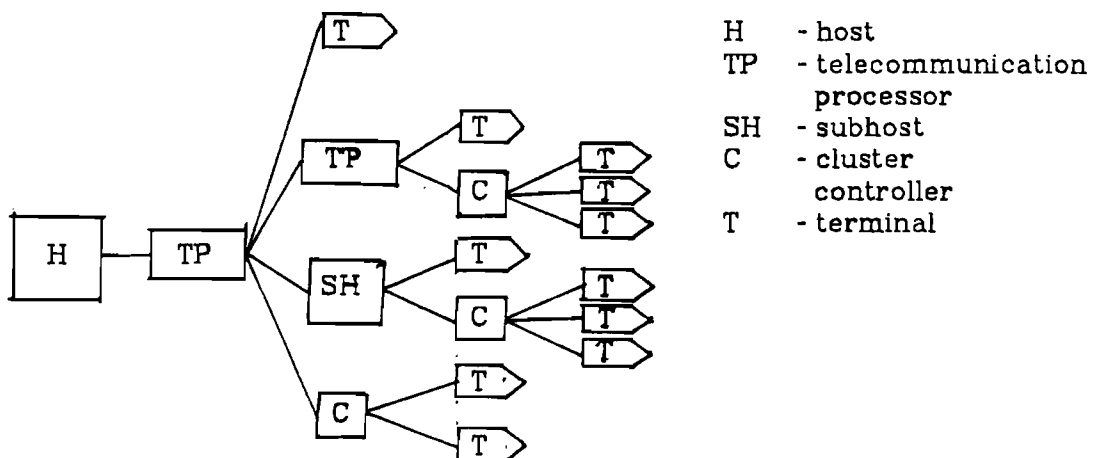 T
T
TP
T
C
T
T
H
TP
T
SH
T
C
T
T
T
C
T
H - host
TP - telecommunication
processor
SH - subhost
C - cluster
controller
T - terminal